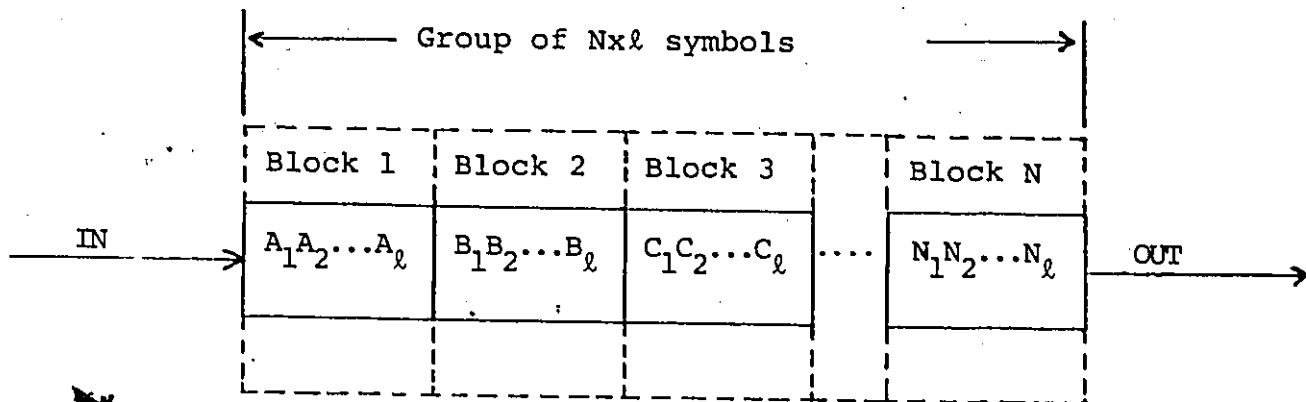 Group of Nxℓ symbols
Block 1 Block 2 Block 3 Block N
IN A₁A₂...Aℓ B₁B₂...Bℓ C₁C₂...Cℓ .... N₁N₂...Nℓ OUT